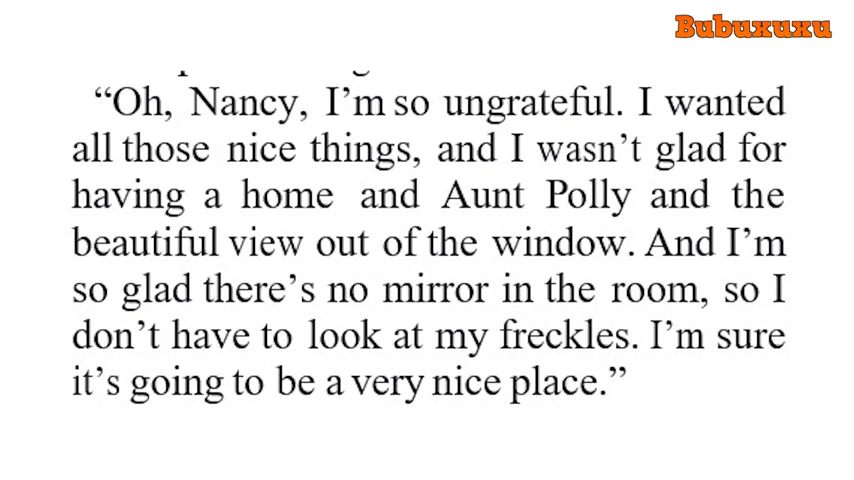 Bubuxuxu
“Oh, Nancy, I’m so ungrateful. I wanted
all those nice things, and I wasn’t glad for
having a home and Aunt Polly and the
beautiful view out of the window. And I’m
so glad there’s no mirror in the room, so I
don’t have to look at my freckles. I’m sure
it’s going to be a very nice place.”